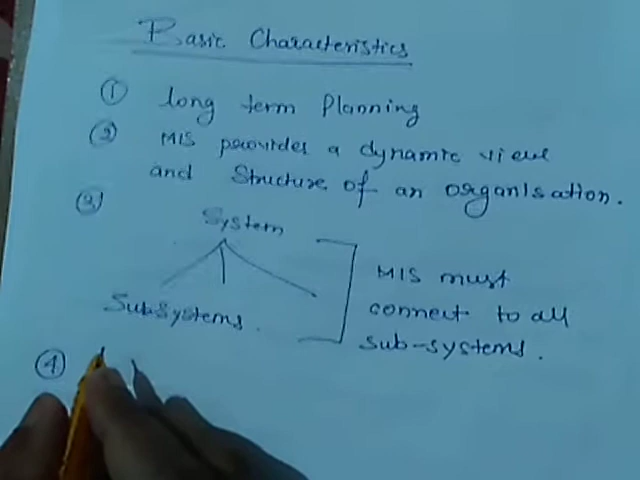 Basic Characteristics
① long term Planning
② MIS provides a dynamic view
and Structure of an organisation.
③ System
Subsystems.
MIS must
connect to all
sub-systems.
④